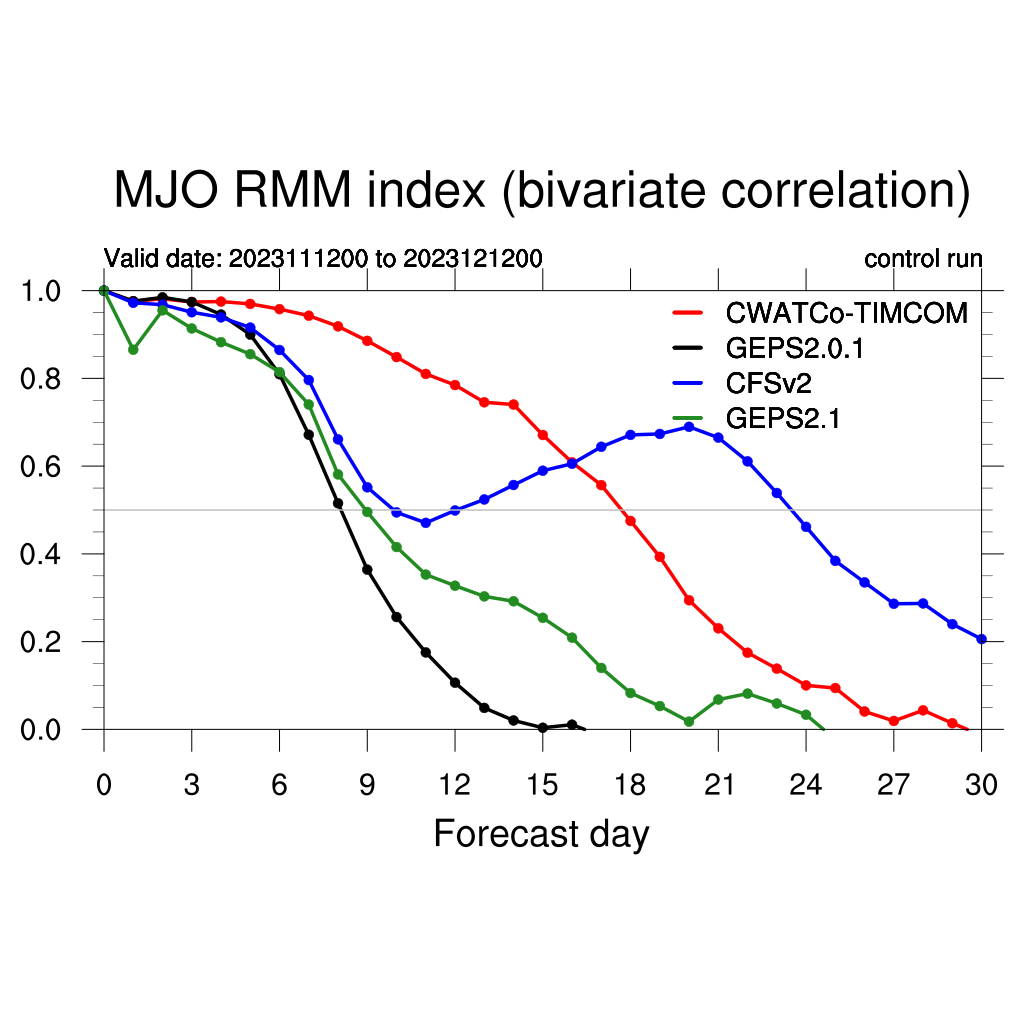 MJO RMM index (bivariate correlation)
Valid date: 2023111200 to 2023121200 control run
CWATCo-TIMCOM
GEPS2.0.1
CFSv2
GEPS2.1
1.0
0.8
0.6
0.4
0.2
0.0
0 3 6 9 12 15 18 21 24 27 30
Forecast day